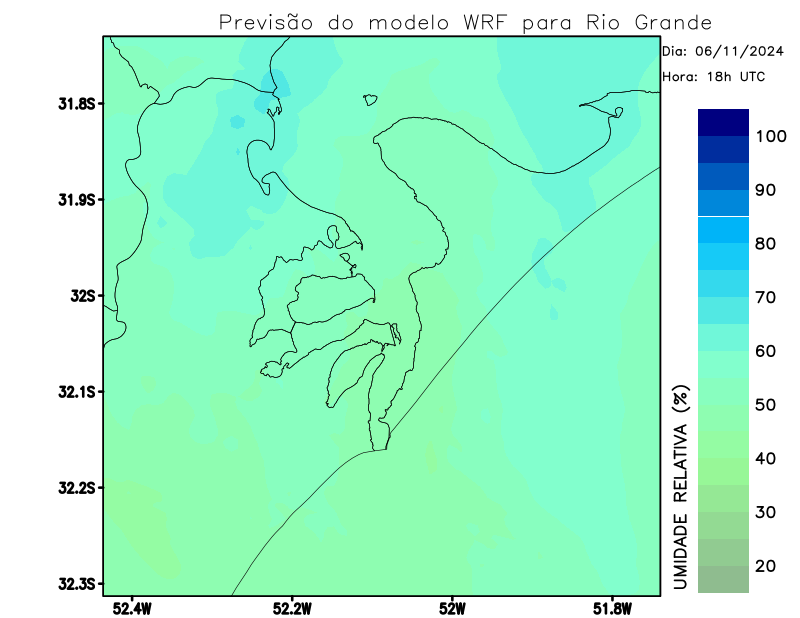 Previsão do modelo WRF para Rio Grande
Dia: 06/11/2024
Hora: 18h UTC
31.8S
31.9S
32S
32.1S
32.2S
32.3S
52.4W
52.2W
52W
51.8W
100
90
80
70
60
50
40
30
20
UMIDADE RELATIVA (%)